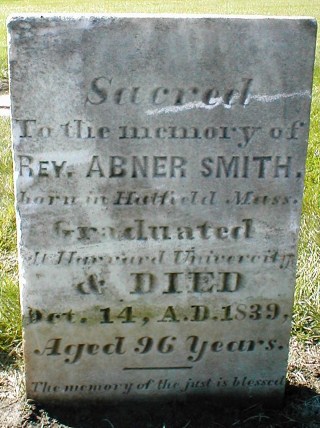 Sacred
To the memory of
REV. ABNER SMITH.
born in Hatfield Mass.
Graduated
at Harvard Univercity
& DIED
Oct. 14, A.D. 1839.
Aged 96 Years.
The memory of the just is blessed